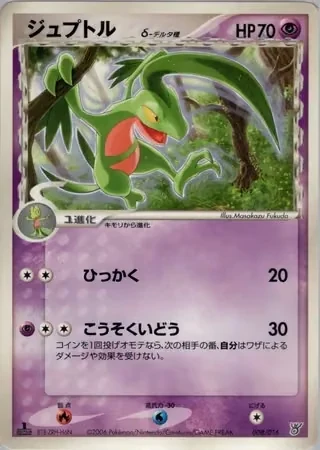 ジュプトル δ-デルタ種 HP70
1進化
キモリから進化
Illus.Masakazu Fukuda
ひっかく 20
こうそくいどう 30
コインを1回投げオモテなら、次の相手の番、自分はワザによる
ダメージや効果を受けない。
弱点 抵抗力 -30 にげる
©2006 Pokémon/Nintendo/Creatures/GAME FREAK